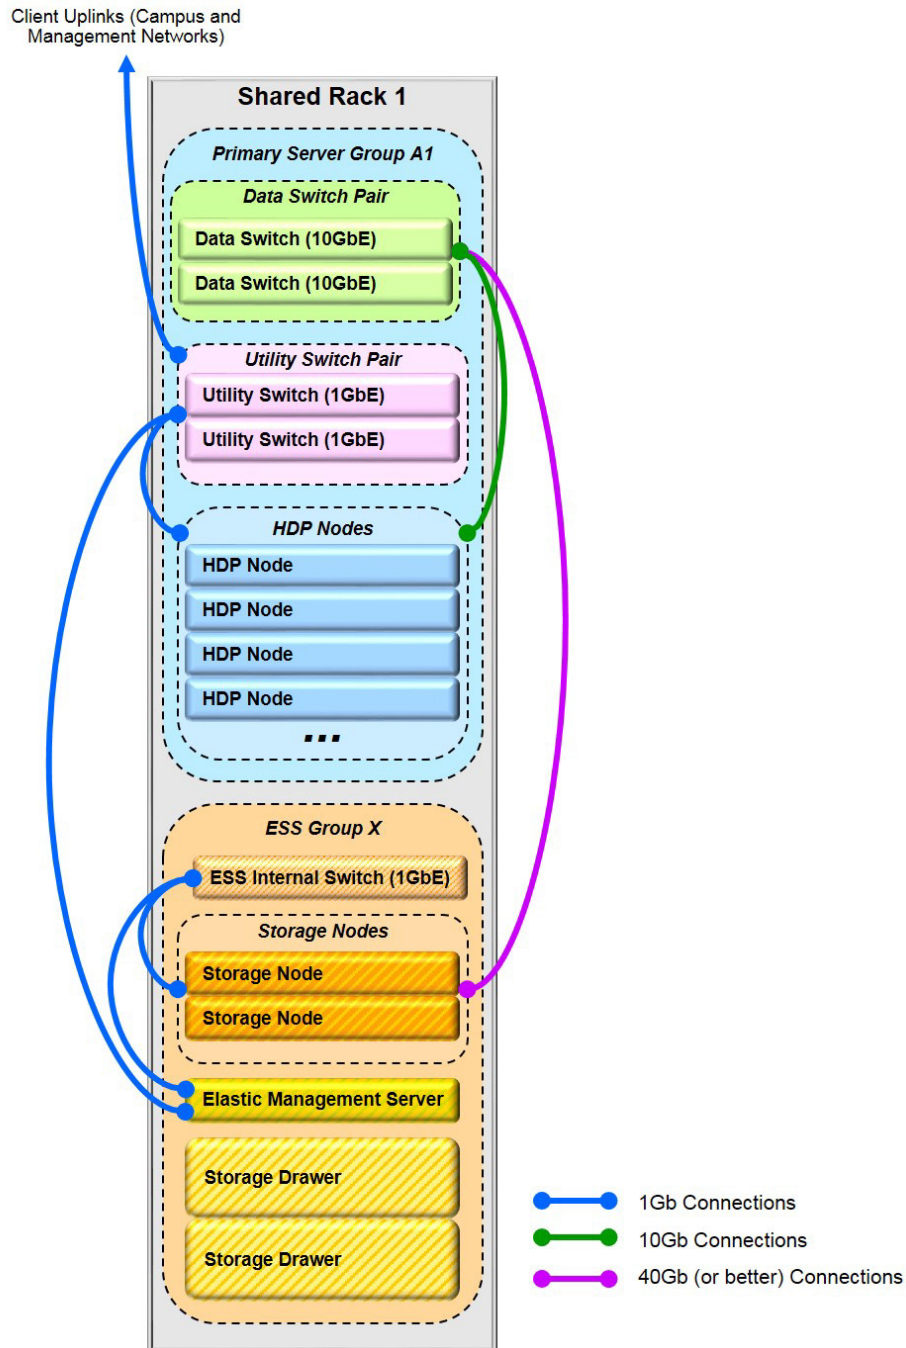 Client Uplinks (Campus and
Management Networks)
Shared Rack 1
Primary Server Group A1
Data Switch Pair
Data Switch (10GbE)
Data Switch (10GbE)
Utility Switch Pair
Utility Switch (1GbE)
Utility Switch (1GbE)
HDP Nodes
HDP Node
HDP Node
HDP Node
HDP Node
...
ESS Group X
ESS Internal Switch (1GbE)
Storage Nodes
Storage Node
Storage Node
Elastic Management Server
Storage Drawer
Storage Drawer
1Gb Connections
10Gb Connections
40Gb (or better) Connections